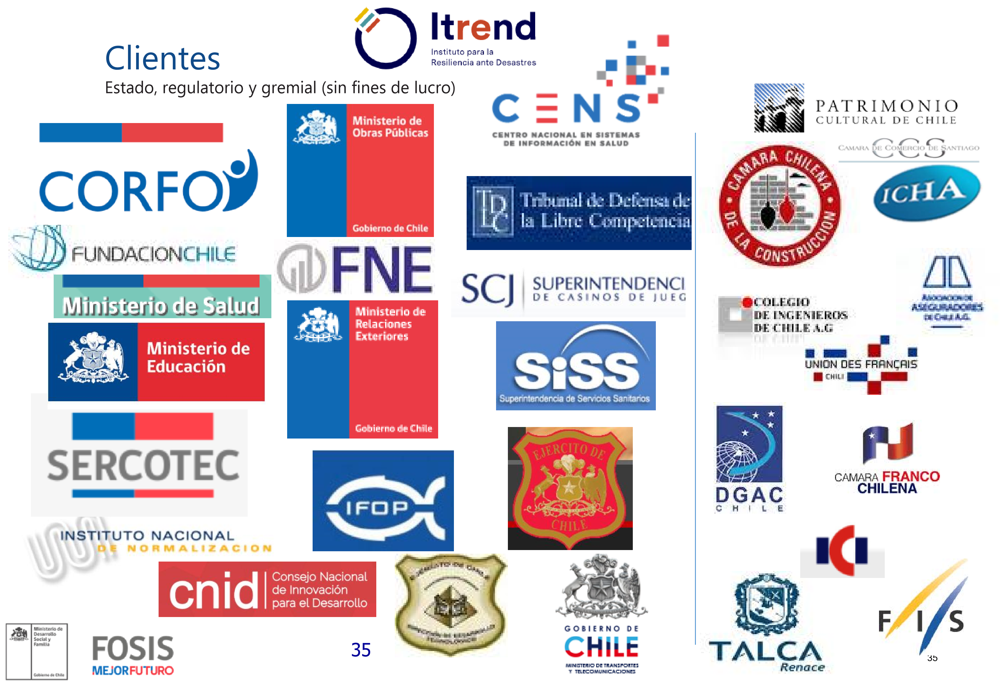 Itrend
Instituto para la
Resiliencia ante Desastres
Clientes
Estado, regulatorio y gremial (sin fines de lucro)
CENS
CENTRO NACIONAL EN SISTEMAS
DE INFORMACIÓN EN SALUD
PATRIMONIO
CULTURAL DE CHILE
CORFO
Ministerio de
Obras Públicas
Gobierno de Chile
CCS
CAMARA DE COMERCIO DE SANTIAGO
CAMARA CHILENA
DE LA CONSTRUCCION
ICHA
Tribunal de Defensa de
la Libre Competencia
FUNDACIONCHILE
FNE
SCJ
SUPERINTENDENCI
DE CASINOS DE JUEG
Ministerio de Salud
COLEGIO
DE INGENIEROS
DE CHILE A.G
ASOCIACION DE
ASEGURADORES
DE CHILE A.G.
Ministerio de
Educación
Ministerio de
Relaciones
Exteriores
Gobierno de Chile
SiSS
Superintendencia de Servicios Sanitarios
UNION DES FRANÇAIS
CHILI
SERCOTEC
IFOP
EJERCITO DE
CHILE
DGAC
CHILE
CAMARA FRANCO
CHILENA
INSTITUTO NACIONAL
DE NORMALIZACION
ICI
cnid
Consejo Nacional
de Innovación
para el Desarrollo
EJERCITO DE CHILE
DIRECCIÓN DE DESARROLLO
TECNOLOGICO
GOBIERNO DE
CHILE
MINISTERIO DE TRANSPORTES
Y TELECOMUNICACIONES
TALCA
Renace
FIS
Ministerio de
Desarrollo
Social y
Familia
Gobierno de Chile
FOSIS
MEJOR FUTURO
35
35